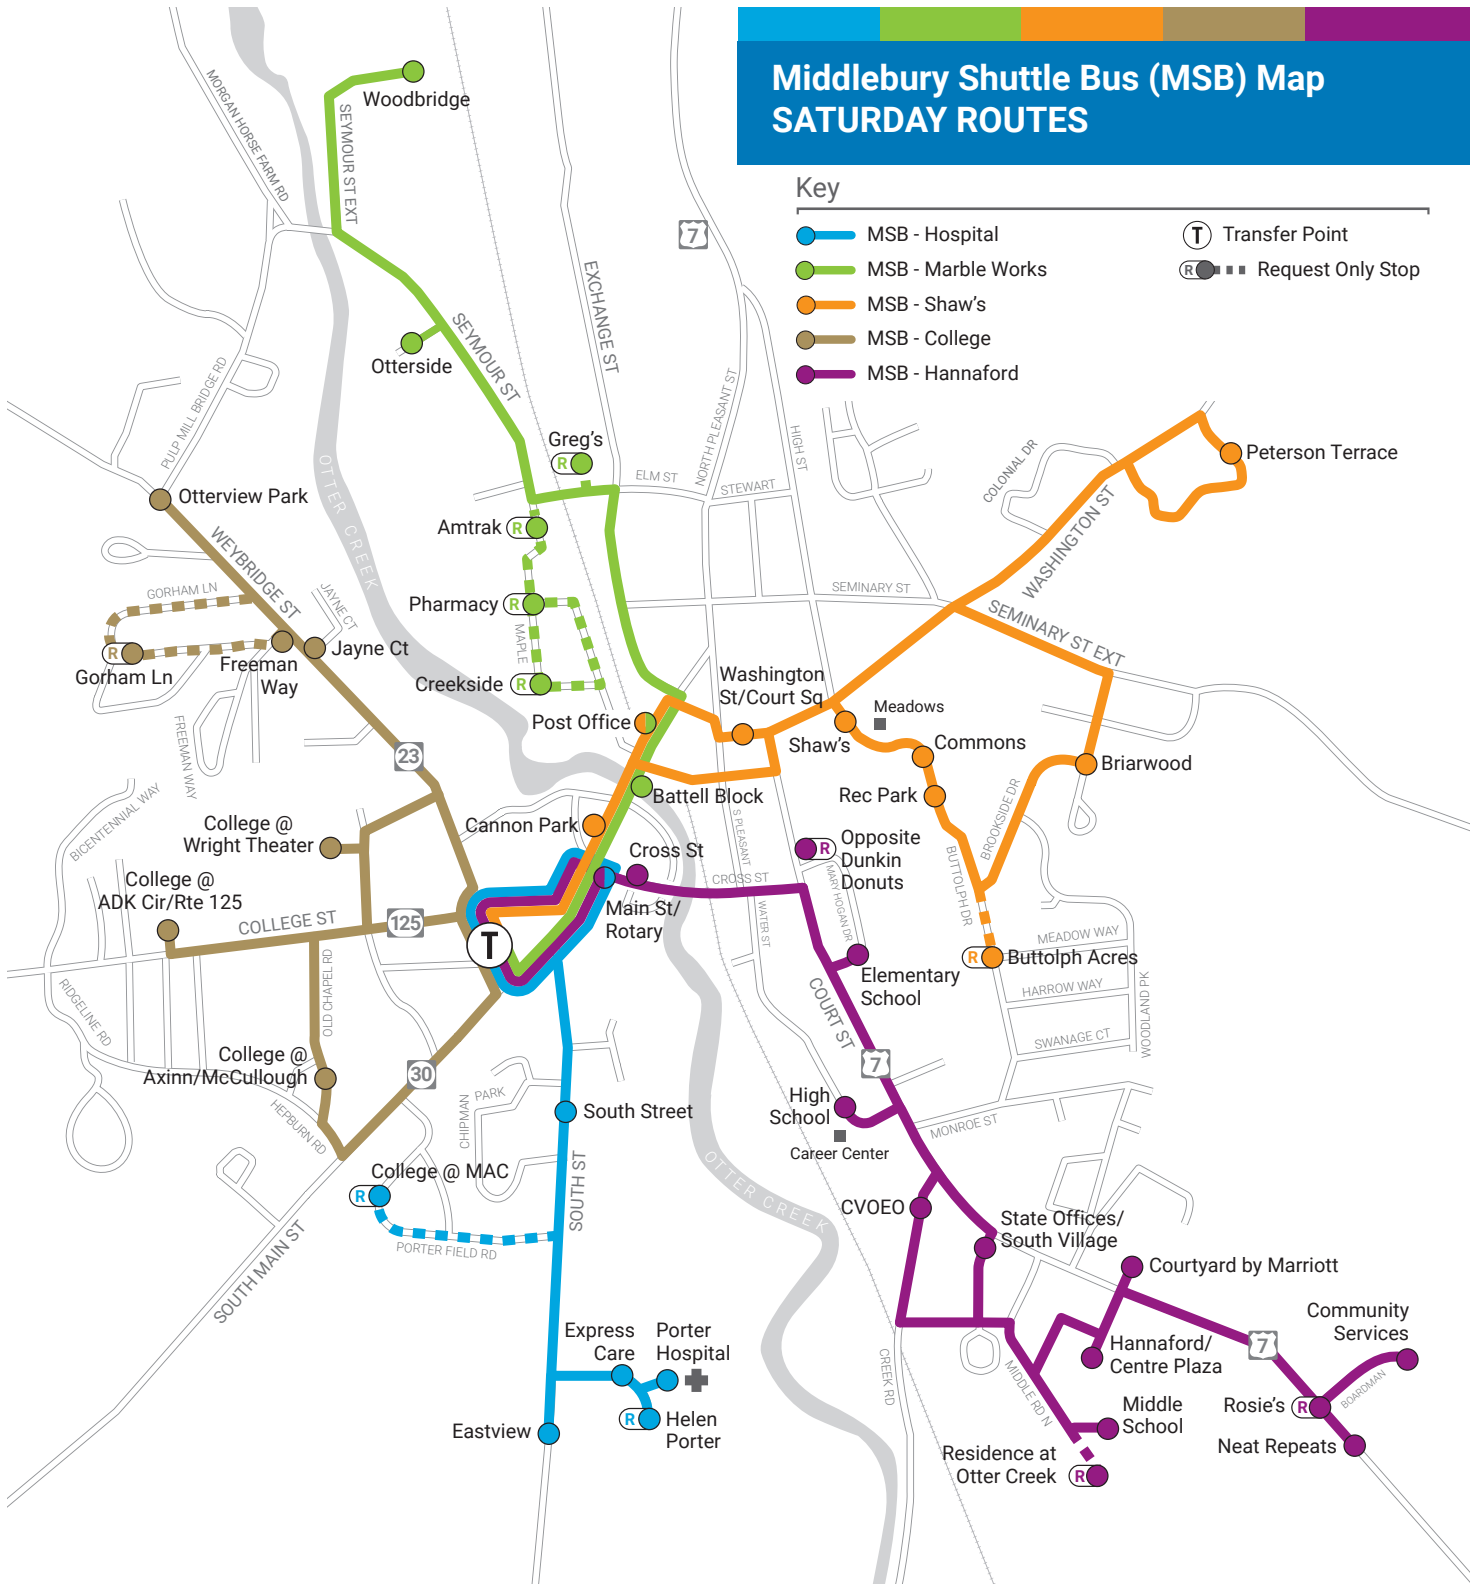 Middlebury Shuttle Bus (MSB) Map
SATURDAY ROUTES
Key
MSB - Hospital
MSB - Marble Works
MSB - Shaw's
MSB - College
MSB - Hannaford
T Transfer Point
R Request Only Stop
Woodbridge
MORGAN HORSE FARM RD
SEYMOUR ST EXT
7
EXCHANGE ST
SEYMOUR ST
Otterside
PULP MILL BRIDGE RD
NORTH PLEASANT ST
HIGH ST
Greg's
R
ELM ST
STEWART
COLONIAL DR
Peterson Terrace
WASHINGTON ST
OTTER CREEK
Otterview Park
Amtrak R
WEYBRIDGE ST
GORHAM LN
JAYNE CT
SEMINARY ST
SEMINARY ST EXT
Pharmacy R
MAPLE
R
Gorham Ln
Freeman
Way
Jayne Ct
Creekside R
Washington
St/Court Sq
Meadows
Post Office
Shaw's
Commons
FREEMAN WAY
23
Briarwood
Battell Block
Rec Park
BICENTENNIAL WAY
College @
Wright Theater
Cannon Park
S PLEASANT
BROOKSIDE DR
BUTTOLPH DR
Cross St
CROSS ST
R
Opposite
Dunkin
Donuts
MARY HOGAN DR
College @
ADK Cir/Rte 125
COLLEGE ST
125
T
Main St/
Rotary
WATER ST
MEADOW WAY
R
Buttolph Acres
Elementary
School
HARROW WAY
WOODLAND PK
RIDGELINE RD
OLD CHAPEL RD
COURT ST
SWANAGE CT
College @
Axinn/McCullough
30
7
HEPBURN RD
CHIPMAN
PARK
South Street
High
School
Career Center
MONROE ST
College @ MAC
R
SOUTH ST
OTTER CREEK
CVOEO
State Offices/
South Village
PORTER FIELD RD
SOUTH MAIN ST
Courtyard by Marriott
Express
Care
Porter
Hospital
Community
Services
7
Hannaford/
Centre Plaza
CREEK RD
MIDDLE RD N
BOARDMAN
Rosie's R
Middle
School
Eastview
R
Helen
Porter
Neat Repeats
Residence at
Otter Creek
R